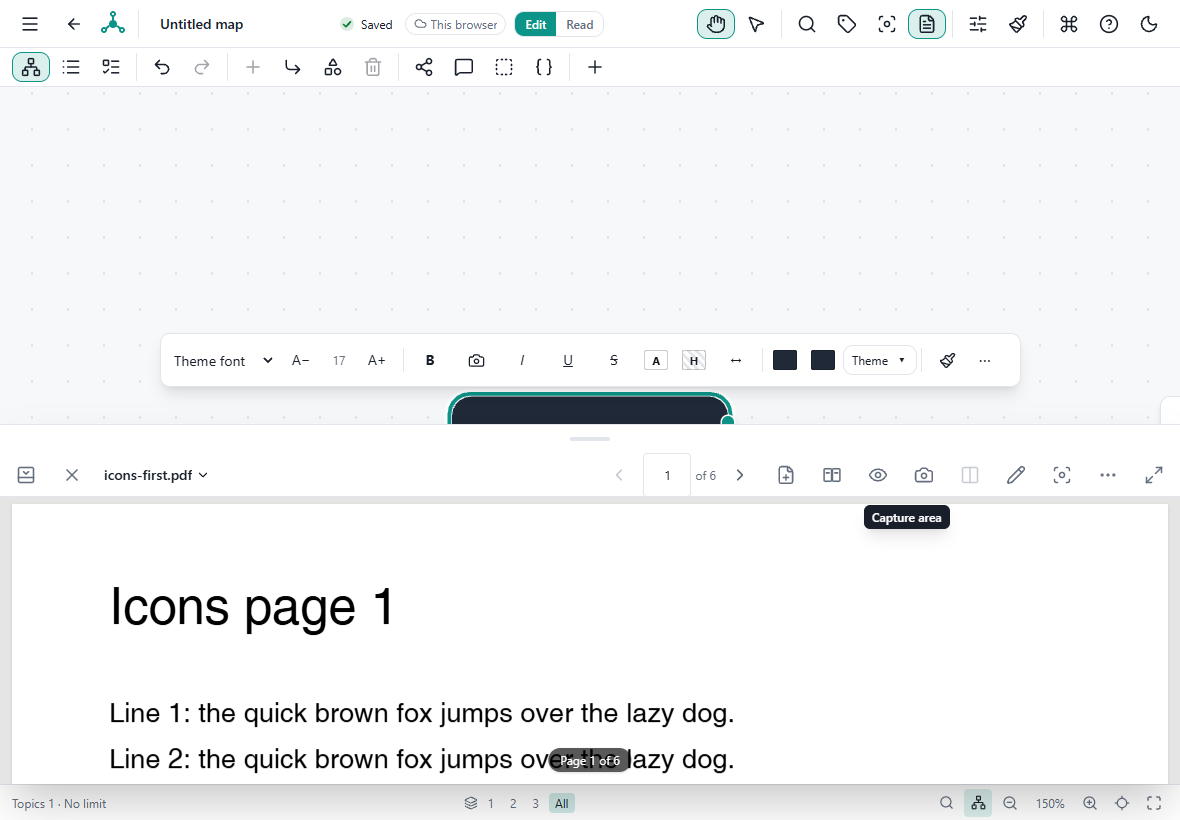 Untitled map
Saved
This browser
Edit
Read
Theme font
A−
17
A+
B
I
U
S
A
H
Theme
icons-first.pdf
1
of 6
Capture area
Icons page 1
Line 1: the quick brown fox jumps over the lazy dog.
Line 2: the quick brown fox jumps over the lazy dog.
Page 1 of 6
Topics 1 · No limit
1
2
3
All
150%